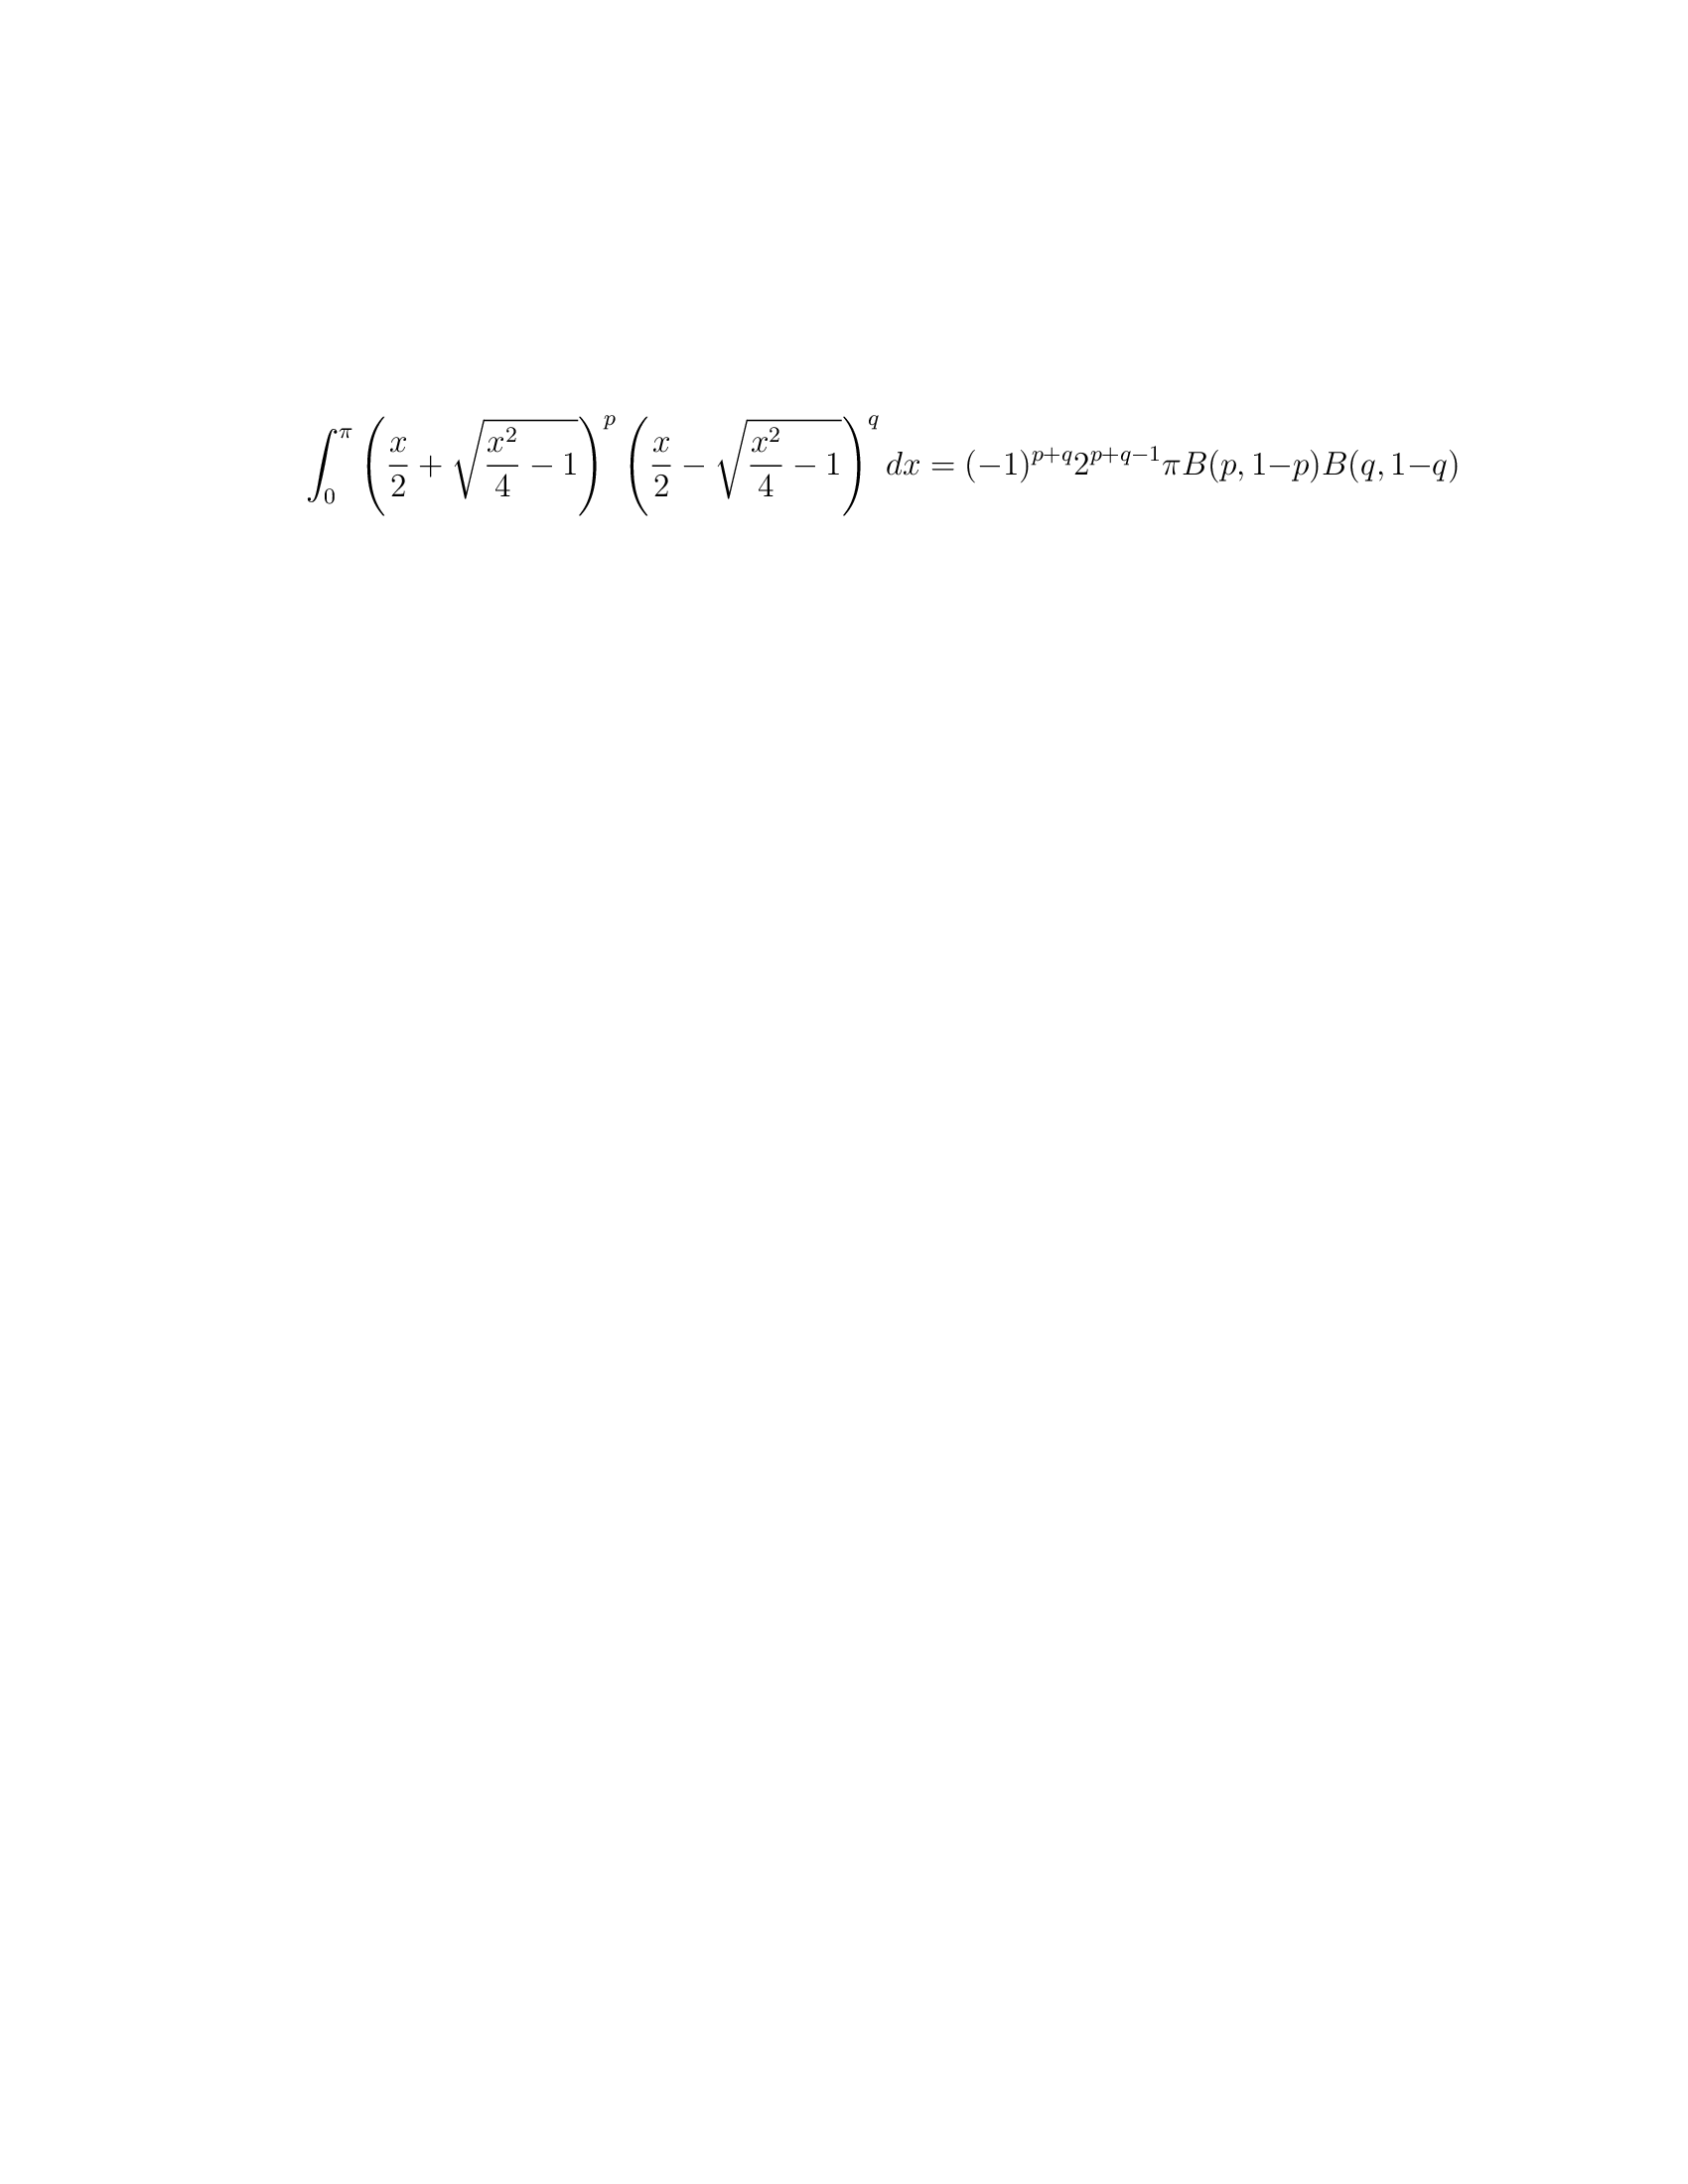 \int_0^\pi \left( \frac{x}{2} + \sqrt{\frac{x^2}{4} - 1} \right)^p \left( \frac{x}{2} - \sqrt{\frac{x^2}{4} - 1} \right)^q dx = (-1)^{p+q} 2^{p+q-1} \pi B(p, 1-p) B(q, 1-q)